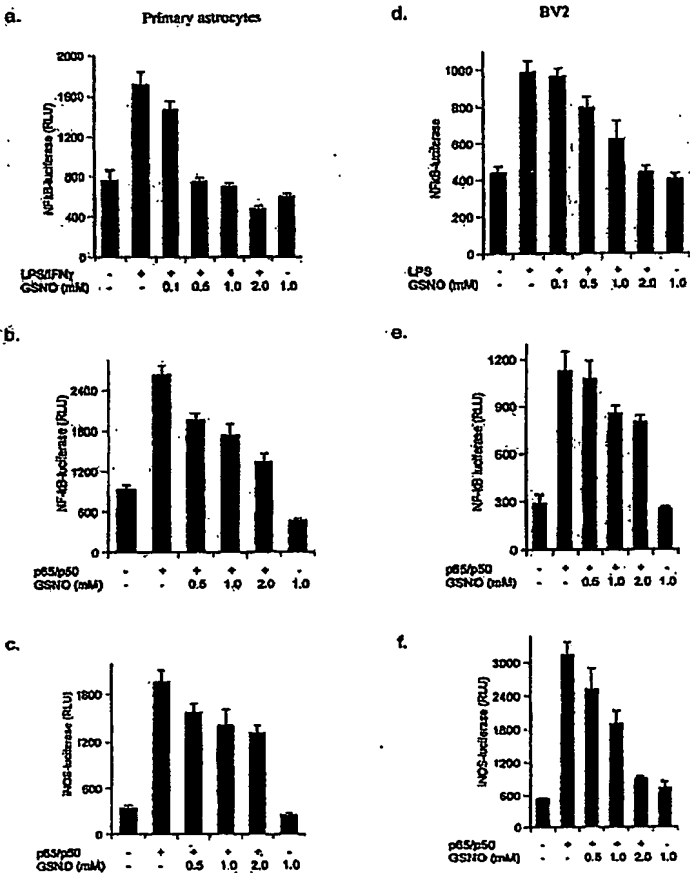 a.
Primary astrocytes
NFkB-luciferase (RLU)
2000
1600
1200
800
400
0
LPS/IFNγ - + + + + + -
GSNO (mM) - - 0.1 0.5 1.0 2.0 1.0
b.
NF-kB-luciferase (RLU)
2400
1800
1200
600
0
p65/p50 - + + + + -
GSNO (mM) - - 0.5 1.0 2.0 1.0
c.
iNOS-luciferase (RLU)
1800
1200
600
0
p65/p50 - + + + + -
GSNO (mM) - - 0.5 1.0 2.0 1.0
d.
BV2
NFkB-luciferase
1000
800
600
400
200
0
LPS - + + + + + -
GSNO (mM) - - 0.1 0.5 1.0 2.0 1.0
e.
NF-kB luciferase (RLU)
1200
900
600
300
0
p65/p50 - + + + + -
GSNO (mM) - - 0.5 1.0 2.0 1.0
f.
iNOS-luciferase (RLU)
3000
2400
1800
1200
600
0
p65/p50 - + + + + -
GSNO (mM) - - 0.5 1.0 2.0 1.0